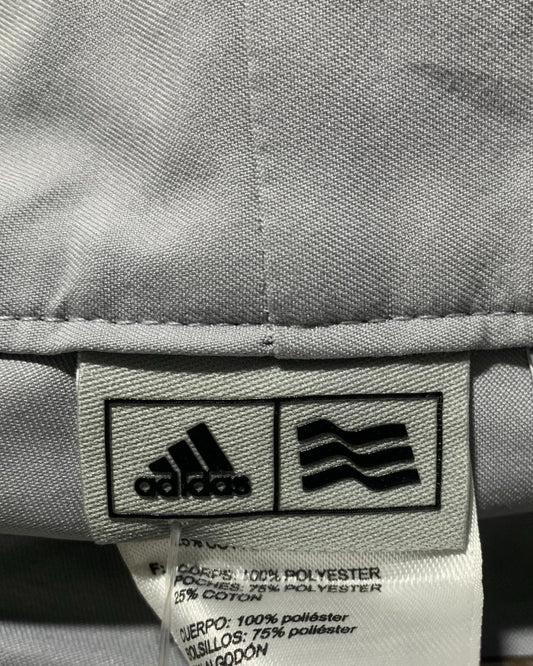 adidas
F: CORPS: 100% POLYESTER
POCHES: 75% POLYESTER
25% COTON
CUERPO: 100% poliéster
BOLSILLOS: 75% poliéster
ALGODÓN